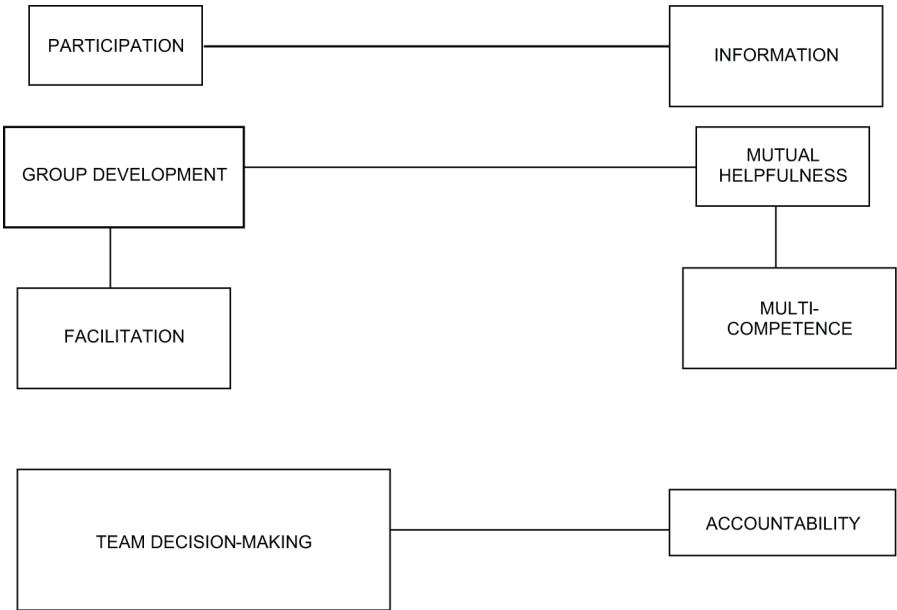 PARTICIPATION
INFORMATION
GROUP DEVELOPMENT
MUTUAL
HELPFULNESS
FACILITATION
MULTI-
COMPETENCE
TEAM DECISION-MAKING
ACCOUNTABILITY